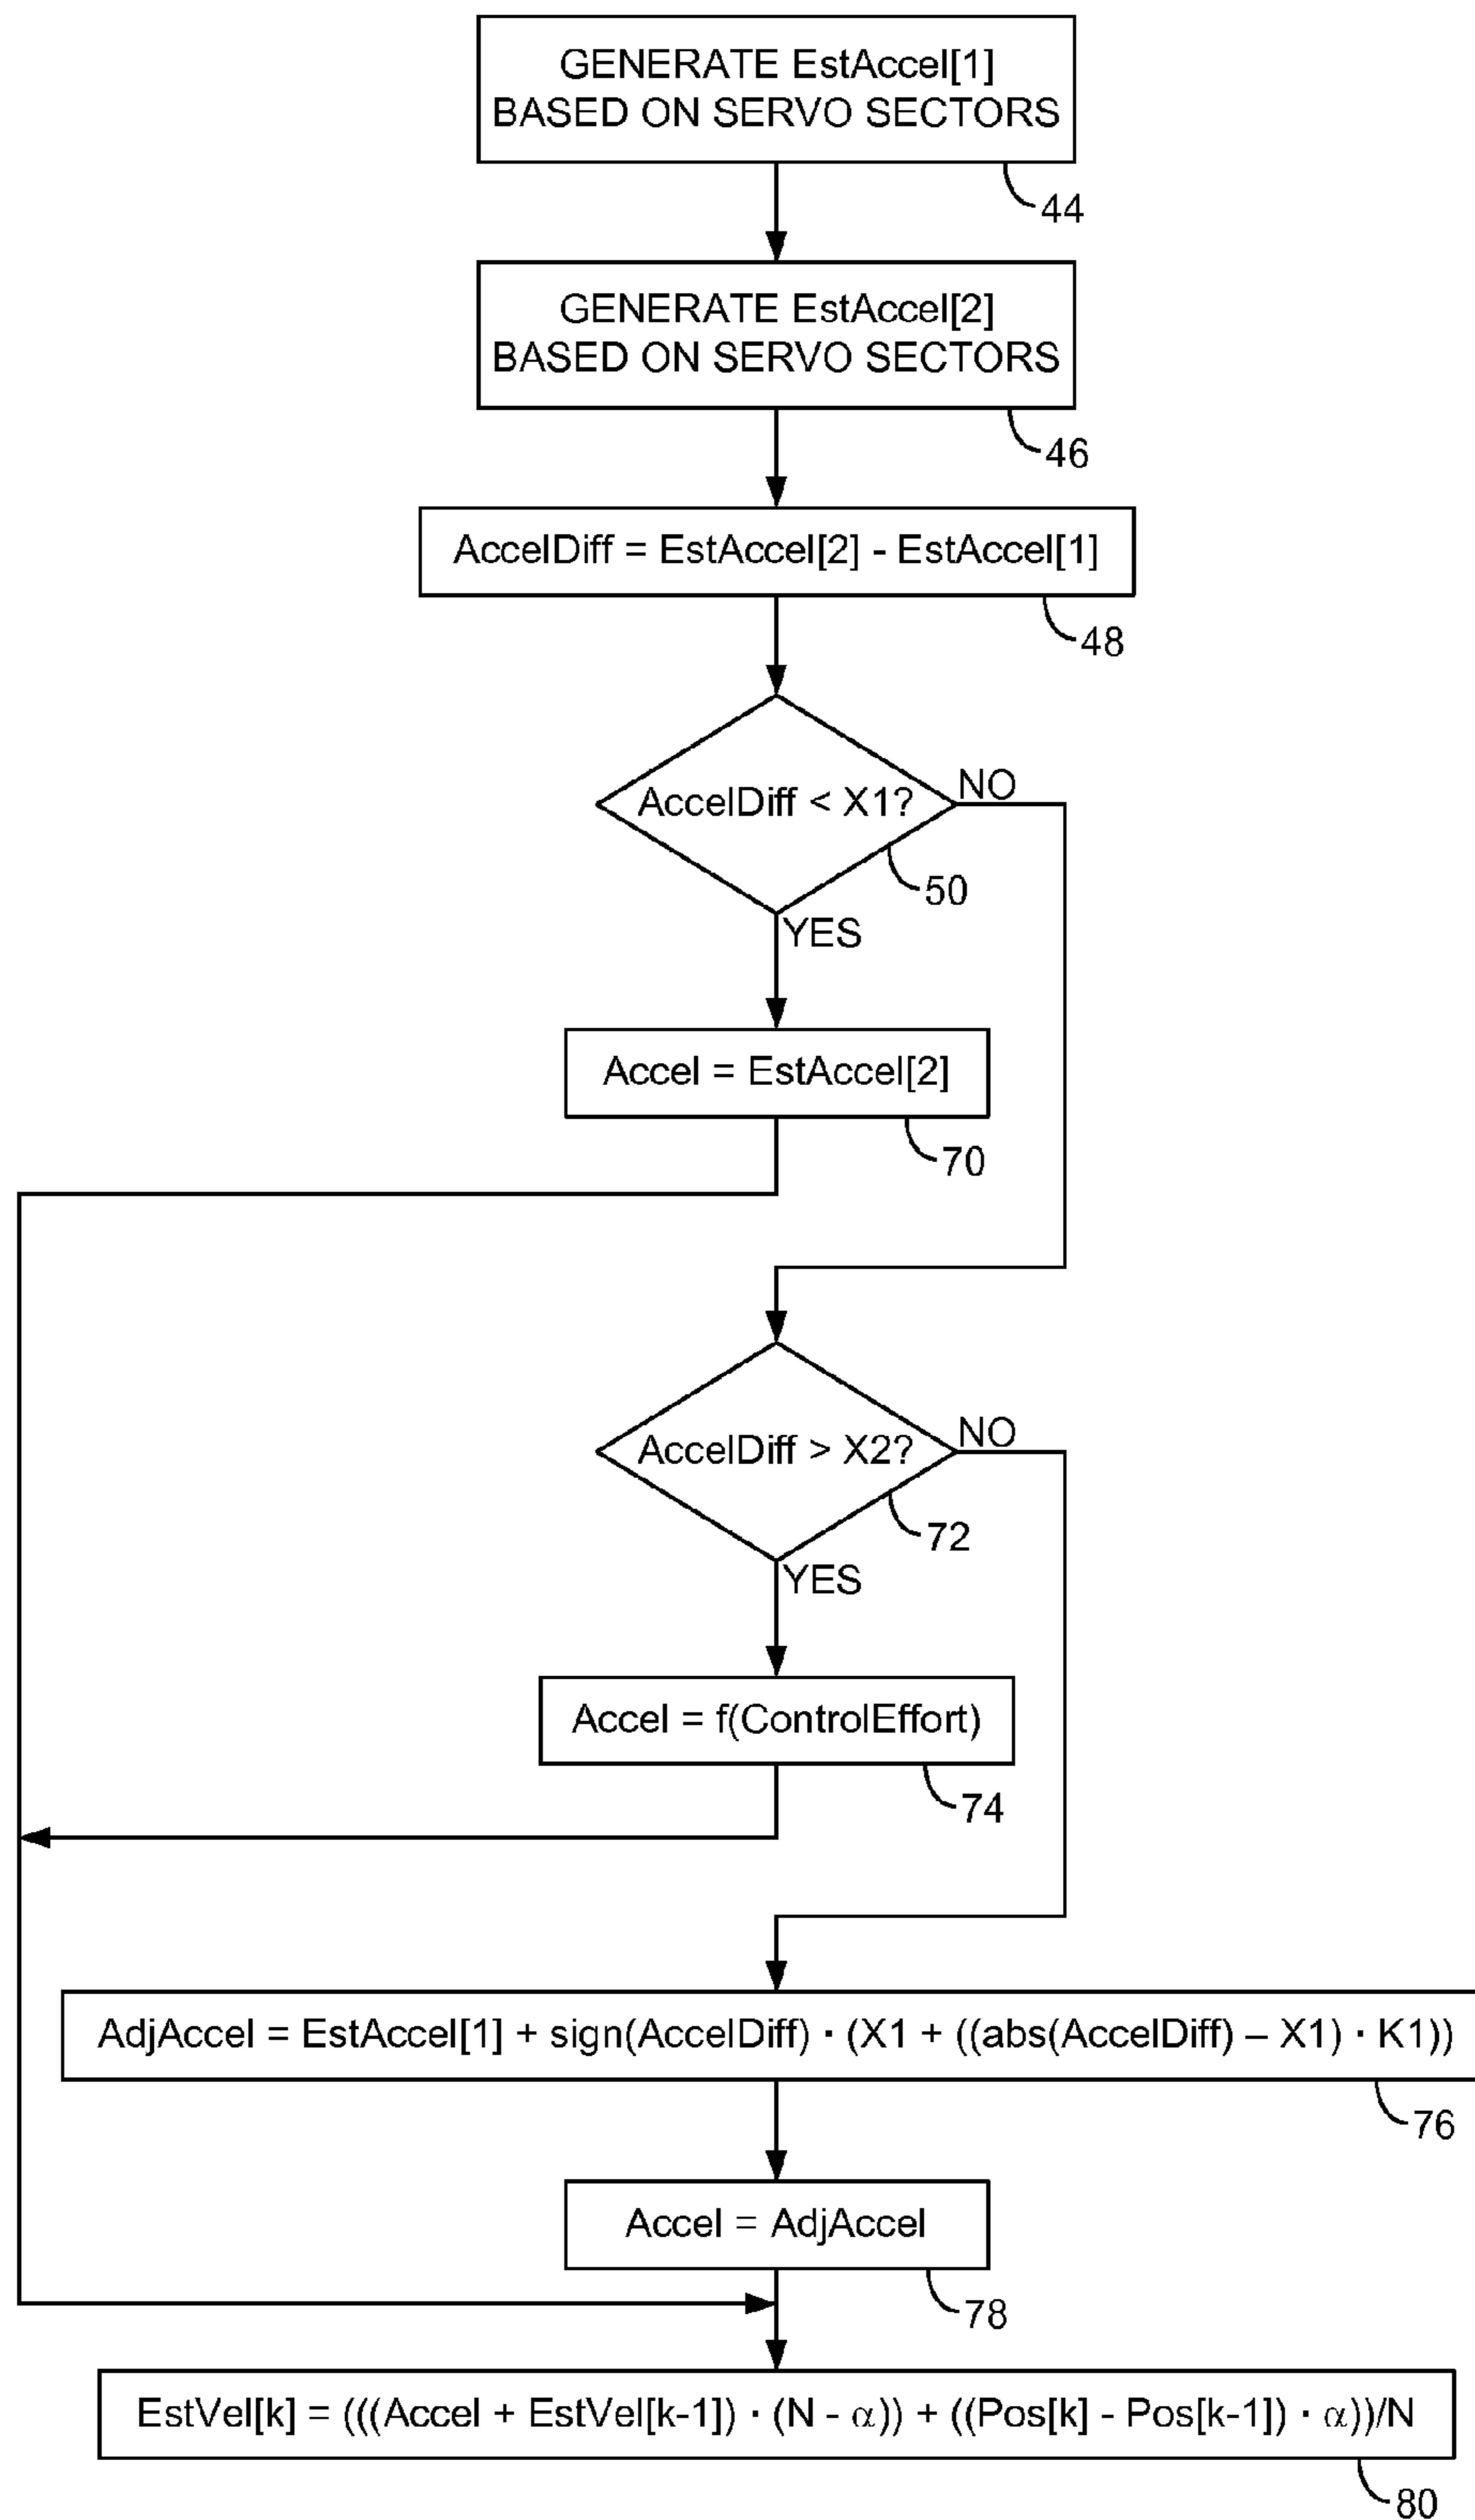 GENERATE EstAccel[1]
BASED ON SERVO SECTORS
44
GENERATE EstAccel[2]
BASED ON SERVO SECTORS
46
AccelDiff = EstAccel[2] - EstAccel[1]
48
AccelDiff < X1?
NO
50
YES
Accel = EstAccel[2]
70
AccelDiff > X2?
NO
72
YES
Accel = f(ControlEffort)
74
AdjAccel = EstAccel[1] + sign(AccelDiff) · (X1 + ((abs(AccelDiff) – X1) · K1))
76
Accel = AdjAccel
78
EstVel[k] = (((Accel + EstVel[k-1]) · (N - α)) + ((Pos[k] - Pos[k-1]) · α))/N
80